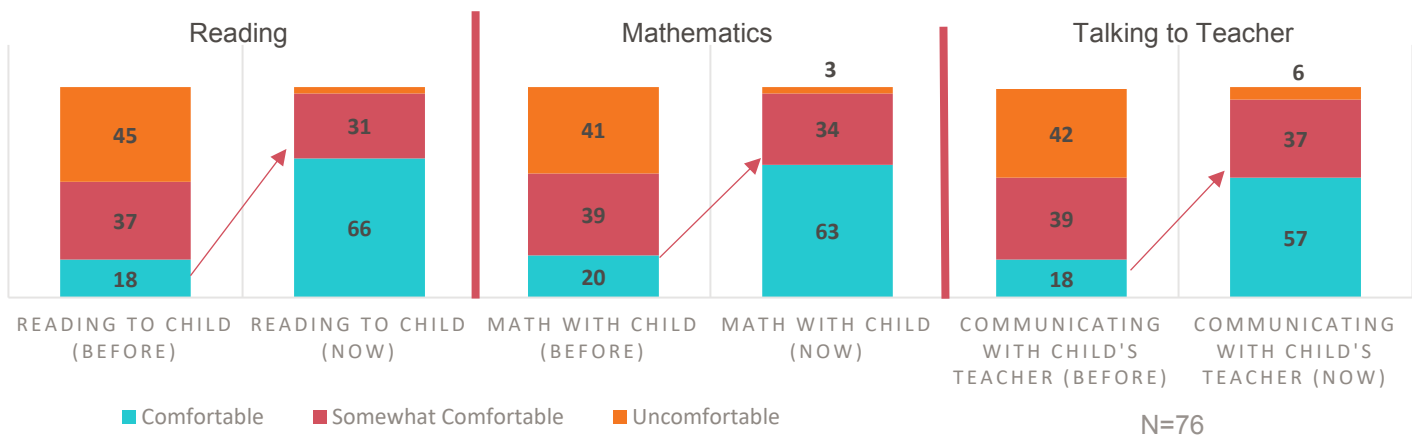 Reading
Mathematics
Talking to Teacher
45
37
18
31
66
41
39
20
3
34
63
42
39
18
6
37
57
READING TO CHILD
(BEFORE)
READING TO CHILD
(NOW)
MATH WITH CHILD
(BEFORE)
MATH WITH CHILD
(NOW)
COMMUNICATING
WITH CHILD'S
TEACHER (BEFORE)
COMMUNICATING
WITH CHILD'S
TEACHER (NOW)
Comfortable
Somewhat Comfortable
Uncomfortable
N=76